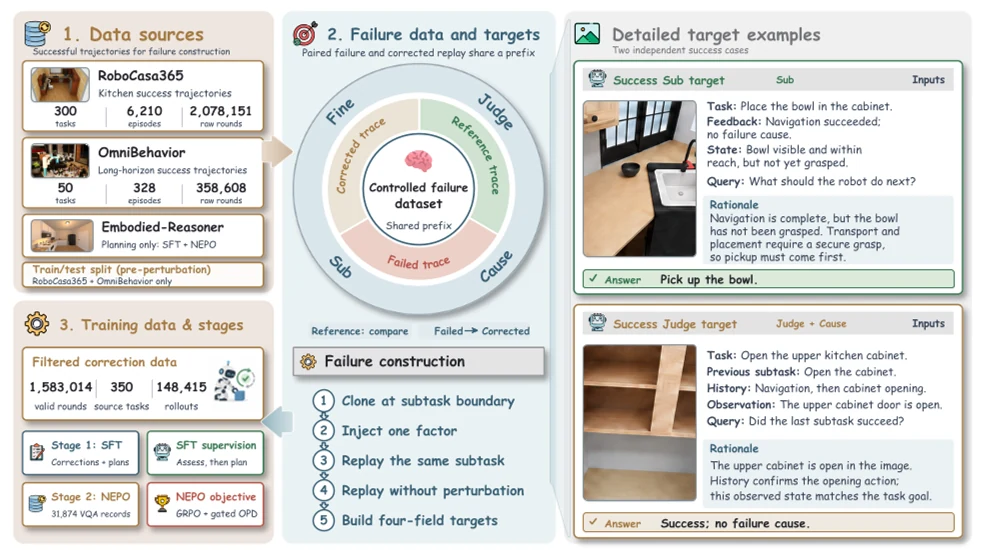 1. Data sources
Successful trajectories for failure construction
RoboCasa365
Kitchen success trajectories
300 6,210 2,078,151
tasks episodes raw rounds
OmniBehavior
Long-horizon success trajectories
50 328 358,608
tasks episodes raw rounds
Embodied-Reasoner
Planning only: SFT + NEPO
Train/test split (pre-perturbation)
RoboCasa365 + OmniBehavior only
3. Training data & stages
Filtered correction data
1,583,014 350 148,415
valid rounds source tasks rollouts
Stage 1: SFT
Corrections + plans
SFT supervision
Assess, then plan
Stage 2: NEPO
31,874 VQA records
NEPO objective
GRPO + gated OPD
2. Failure data and targets
Paired failure and corrected replay share a prefix
Fine
Judge
Sub
Cause
Corrected trace
Reference trace
Failed trace
Controlled failure
dataset
Shared prefix
Reference: compare Failed→Corrected
Failure construction
1 Clone at subtask boundary
2 Inject one factor
3 Replay the same subtask
4 Replay without perturbation
5 Build four-field targets
Detailed target examples
Two independent success cases
Success Sub target Sub Inputs
Task: Place the bowl in the cabinet.
Feedback: Navigation succeeded;
no failure cause.
State: Bowl visible and within
reach, but not yet grasped.
Query: What should the robot do next?
Rationale
Navigation is complete, but the bowl
has not been grasped. Transport and
placement require a secure grasp,
so pickup must come first.
✓ Answer Pick up the bowl.
Success Judge target Judge + Cause Inputs
Task: Open the upper kitchen cabinet.
Previous subtask: Open the cabinet.
History: Navigation, then cabinet opening.
Observation: The upper cabinet door is open.
Query: Did the last subtask succeed?
Rationale
The upper cabinet is open in the image.
History confirms the opening action;
this observed state matches the task goal.
✓ Answer Success; no failure cause.